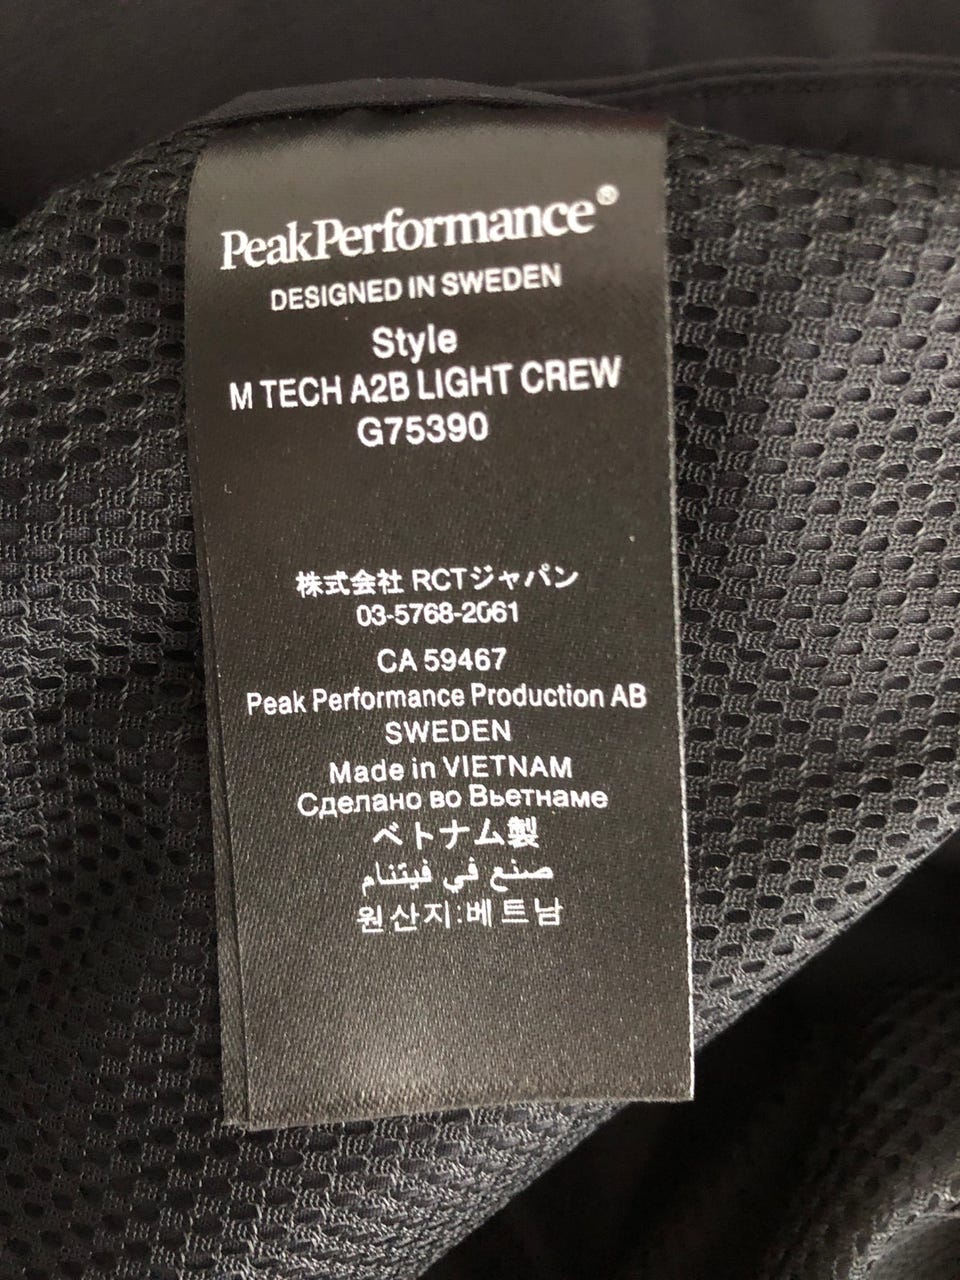 PeakPerformance®
DESIGNED IN SWEDEN
Style
M TECH A2B LIGHT CREW
G75390
株式会社 RCTジャパン
03-5768-2061
CA 59467
Peak Performance Production AB
SWEDEN
Made in VIETNAM
Сделано во Вьетнаме
ベトナム製
صنع في فيتنام
원산지:베트남